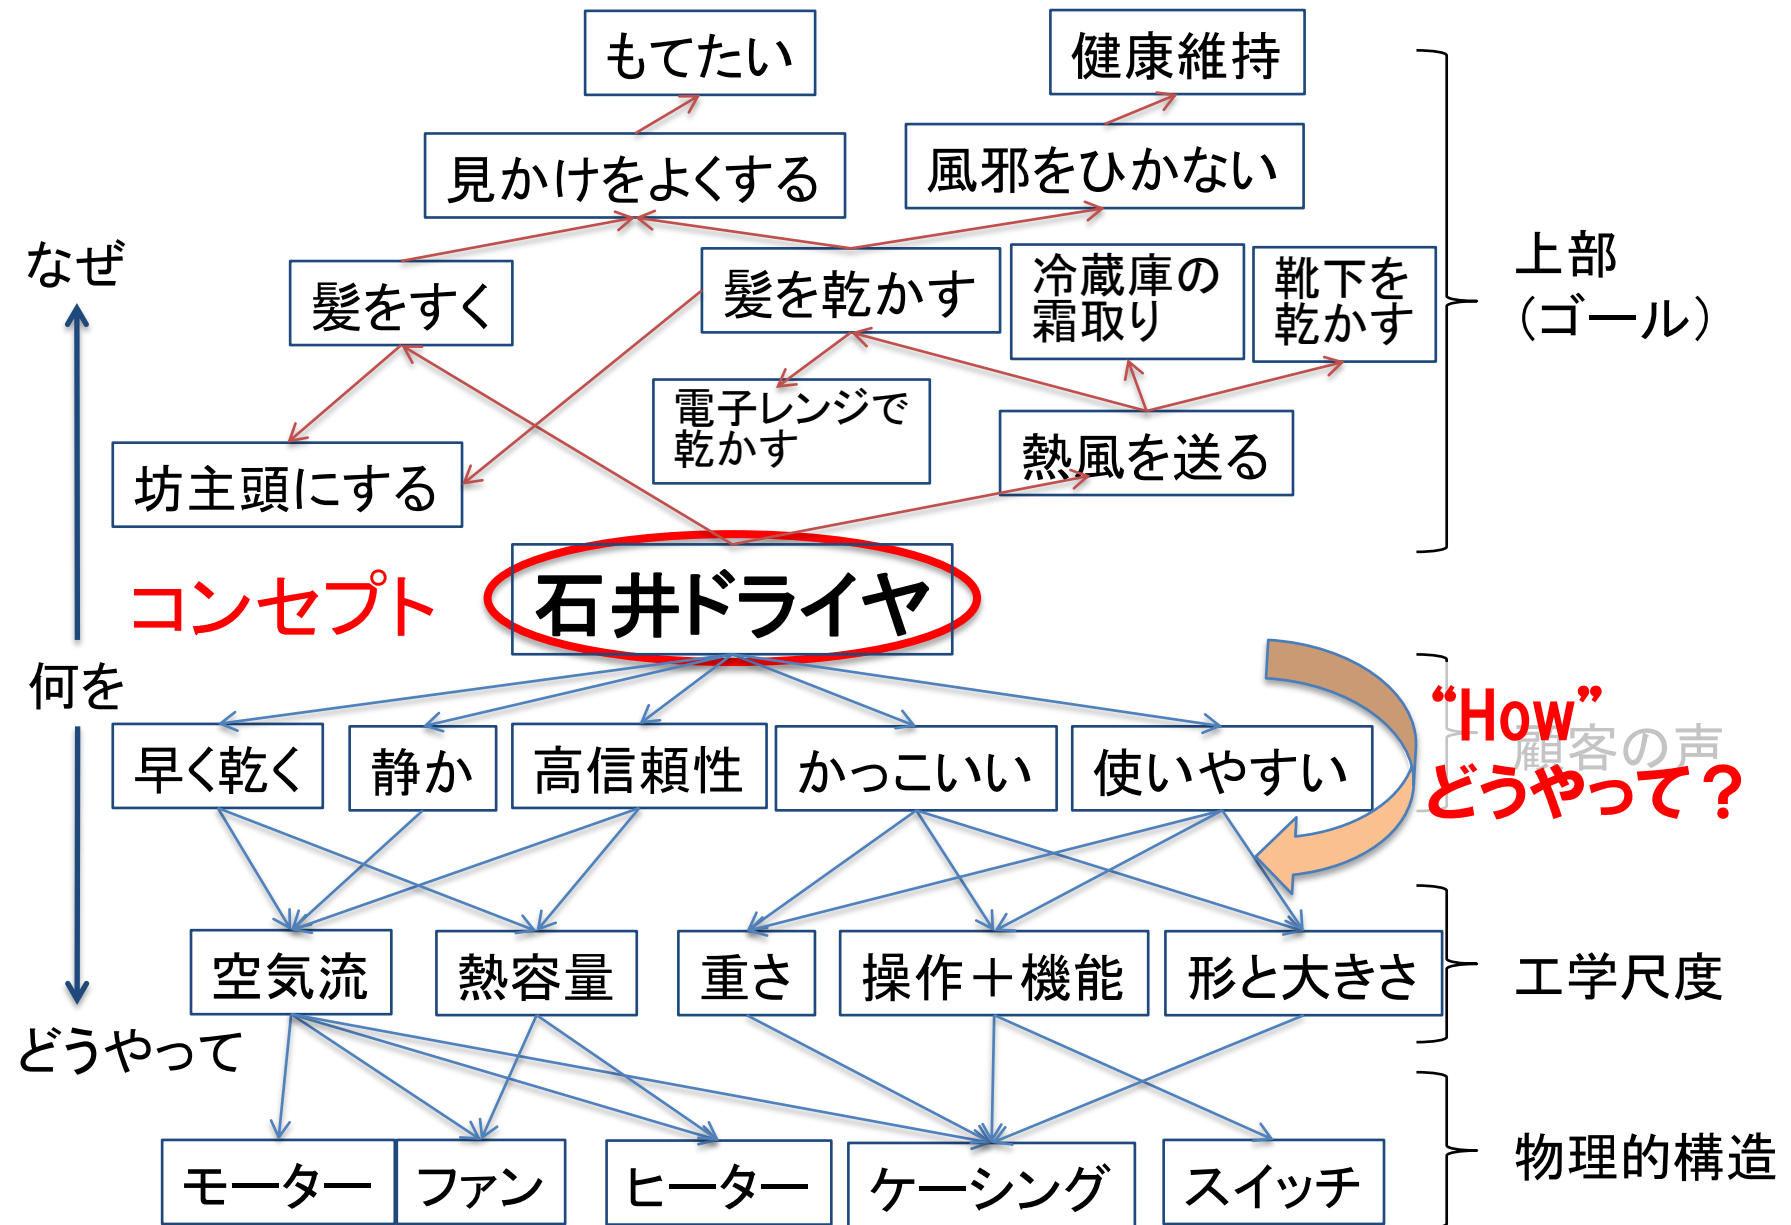 もてたい
健康維持
見かけをよくする
風邪をひかない
なぜ
髪をすく
髪を乾かす
冷蔵庫の
霜取り
靴下を
乾かす
上部
(ゴール)
電子レンジで
乾かす
熱風を送る
坊主頭にする
コンセプト
石井ドライヤ
何を
“How”
顧客の声
どうやって？
早く乾く
静か
高信頼性
かっこいい
使いやすい
空気流
熱容量
重さ
操作＋機能
形と大きさ
工学尺度
どうやって
モーター
ファン
ヒーター
ケーシング
スイッチ
物理的構造